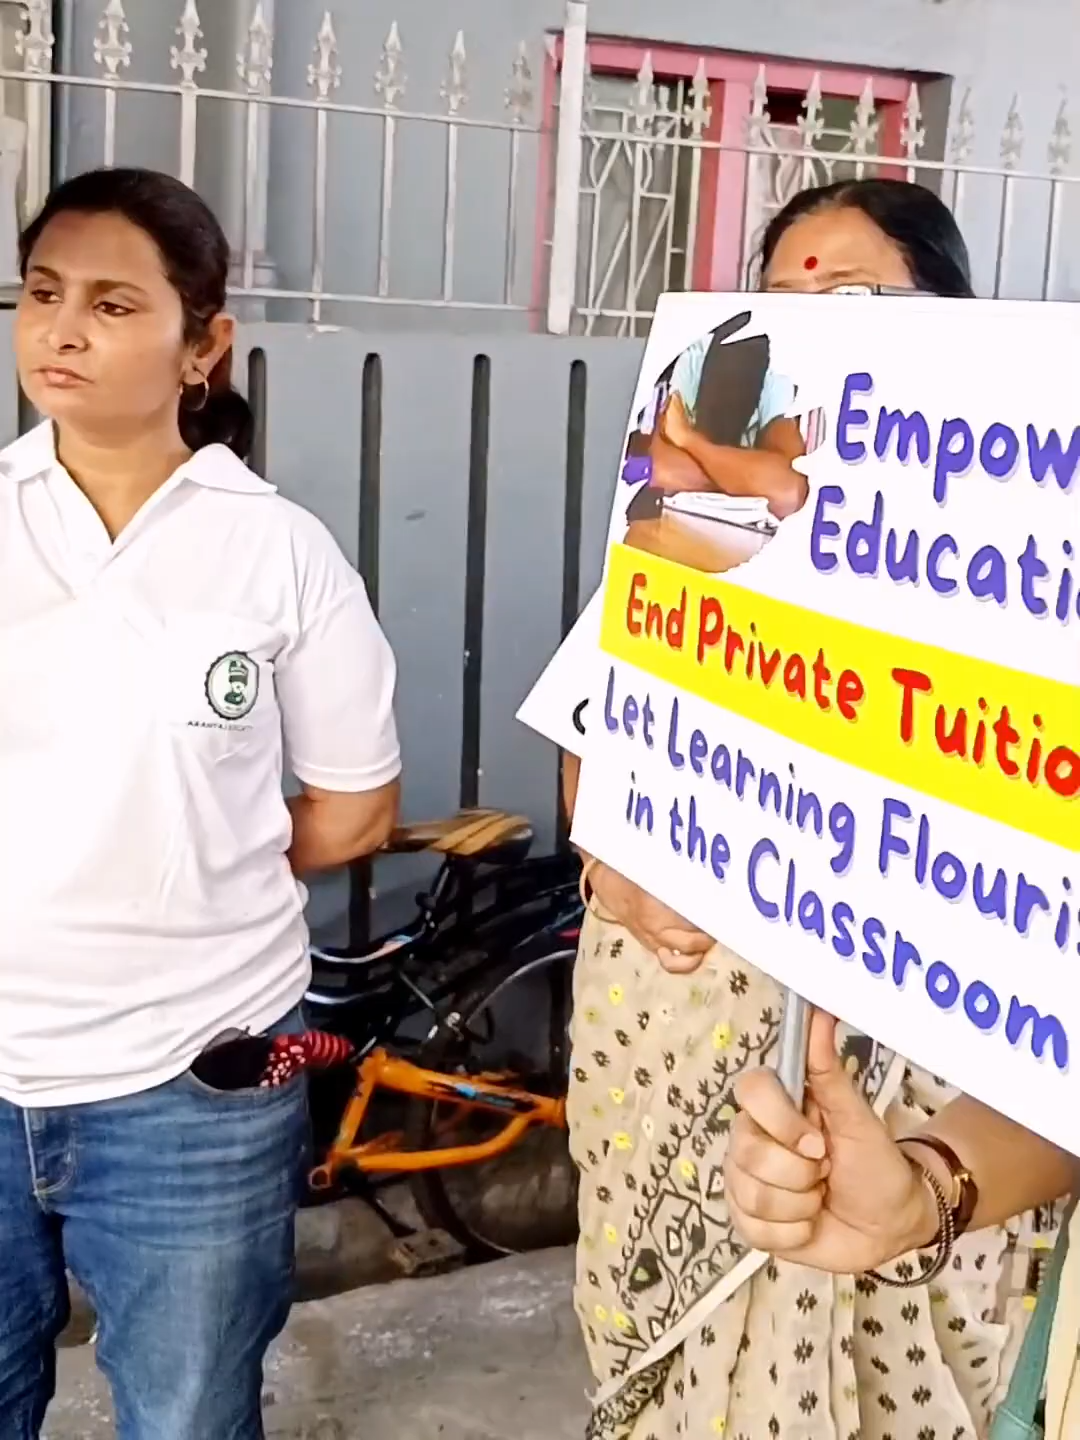 Empow
Educati
End Private Tuitio
Let Learning Flouris
in the Classroom